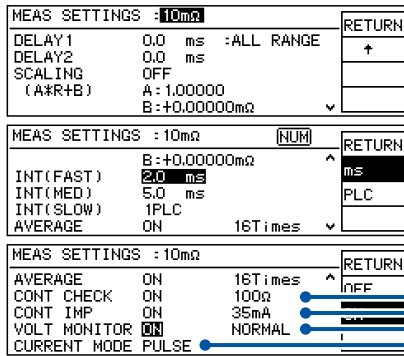 MEAS SETTINGS :10mΩ
RETURN
DELAY1 0.0 ms :ALL RANGE
DELAY2 0.0 ms
SCALING OFF
(A*R+B) A:1.00000
B:+0.00000mΩ
MEAS SETTINGS :10mΩ NUM
RETURN
B:+0.00000mΩ
ms
INT(FAST) 2.0 ms
INT(MED) 5.0 ms
PLC
INT(SLOW) 1PLC
AVERAGE ON 16Times
MEAS SETTINGS :10mΩ
RETURN
AVERAGE ON 16Times
OFF
CONT CHECK ON 100Ω
CONT IMP ON 35mA
VOLT MONITOR ON NORMAL
CURRENT MODE PULSE